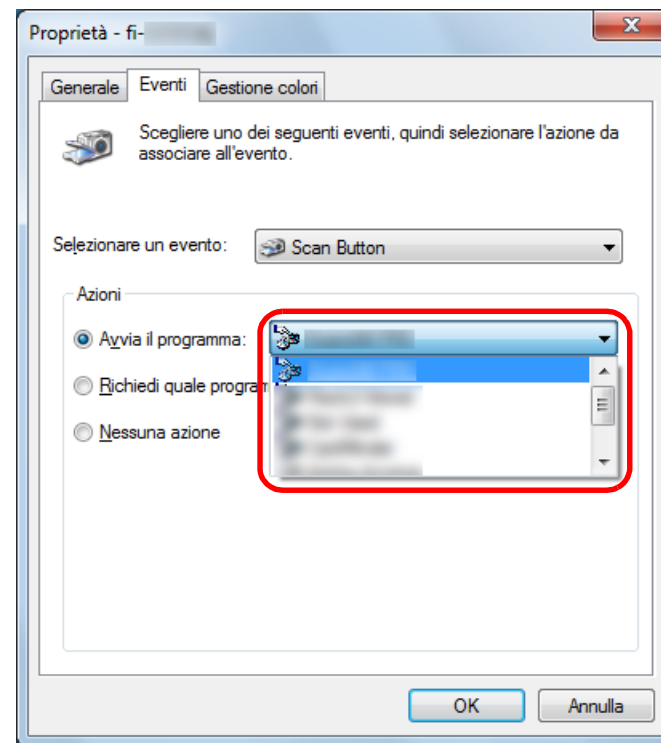 Proprietà - fi-
Generale Eventi Gestione colori
Scegliere uno dei seguenti eventi, quindi selezionare l'azione da
associare all'evento.
Selezionare un evento: Scan Button
Azioni
Avvia il programma:
Richiedi quale program
Nessuna azione
OK Annulla